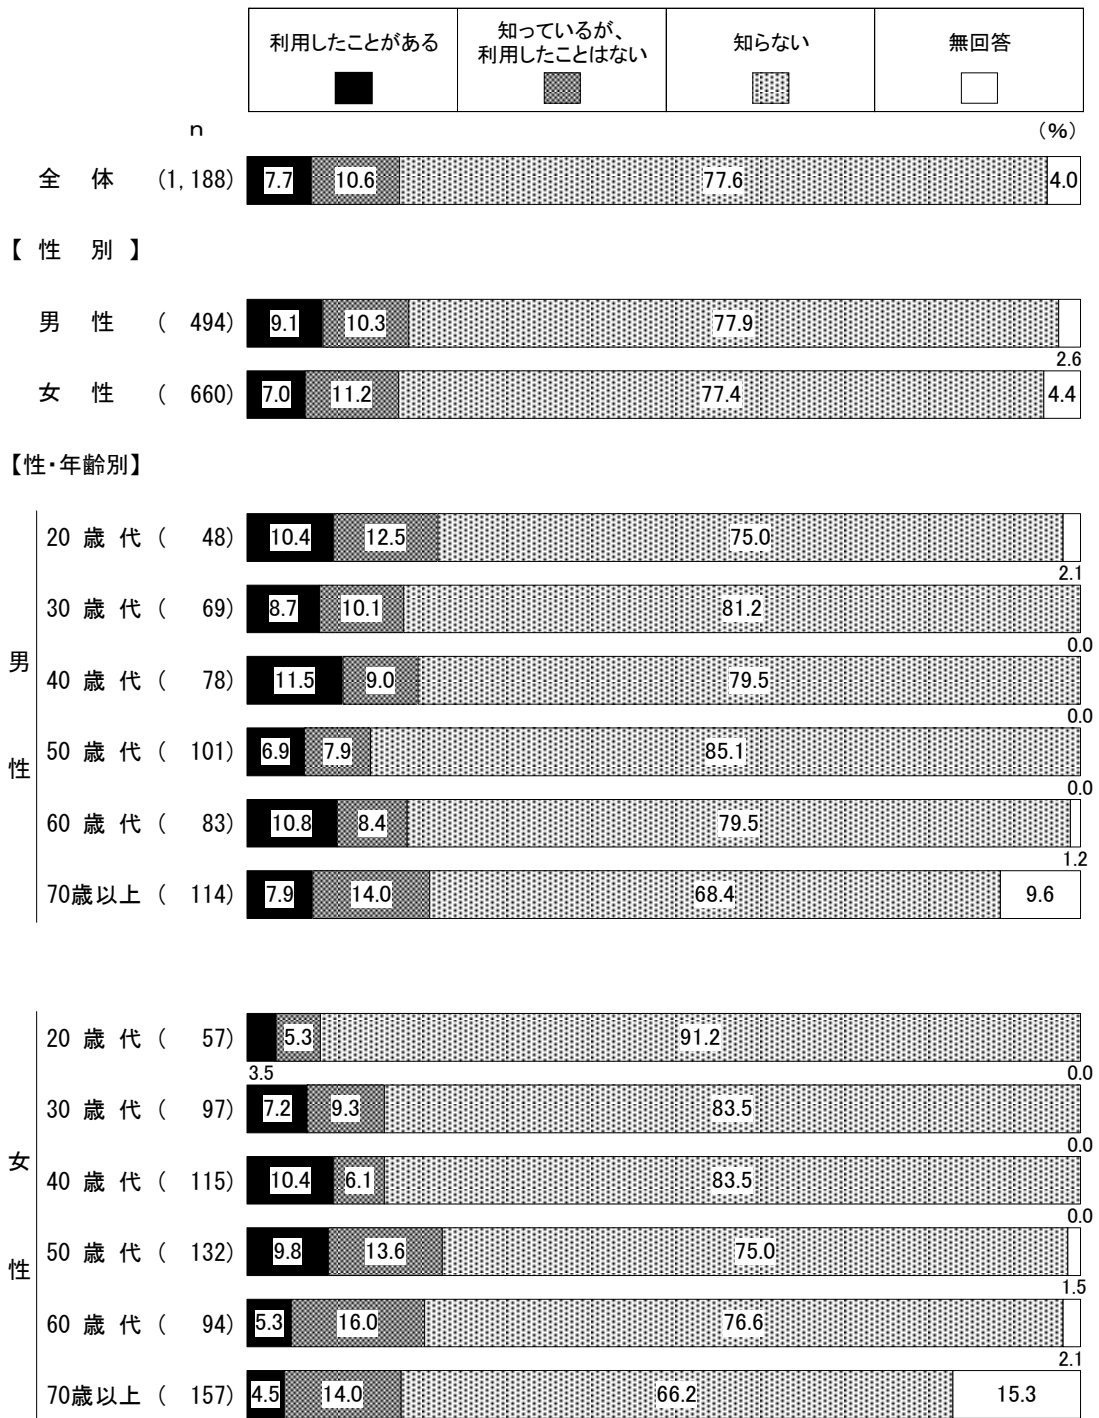 利用したことがある
知っているが、
利用したことはない
知らない
無回答
n
(%)
全 体 (1,188) 7.7 10.6 77.6 4.0
【 性 別 】
男 性 ( 494) 9.1 10.3 77.9
2.6
女 性 ( 660) 7.0 11.2 77.4 4.4
【性・年齢別】
男性
20 歳 代 ( 48) 10.4 12.5 75.0
2.1
30 歳 代 ( 69) 8.7 10.1 81.2
0.0
40 歳 代 ( 78) 11.5 9.0 79.5
0.0
50 歳 代 ( 101) 6.9 7.9 85.1
0.0
60 歳 代 ( 83) 10.8 8.4 79.5
1.2
70歳以上 ( 114) 7.9 14.0 68.4 9.6
女性
20 歳 代 ( 57) 5.3 91.2
3.5 0.0
30 歳 代 ( 97) 7.2 9.3 83.5
0.0
40 歳 代 ( 115) 10.4 6.1 83.5
0.0
50 歳 代 ( 132) 9.8 13.6 75.0
1.5
60 歳 代 ( 94) 5.3 16.0 76.6
2.1
70歳以上 ( 157) 4.5 14.0 66.2 15.3